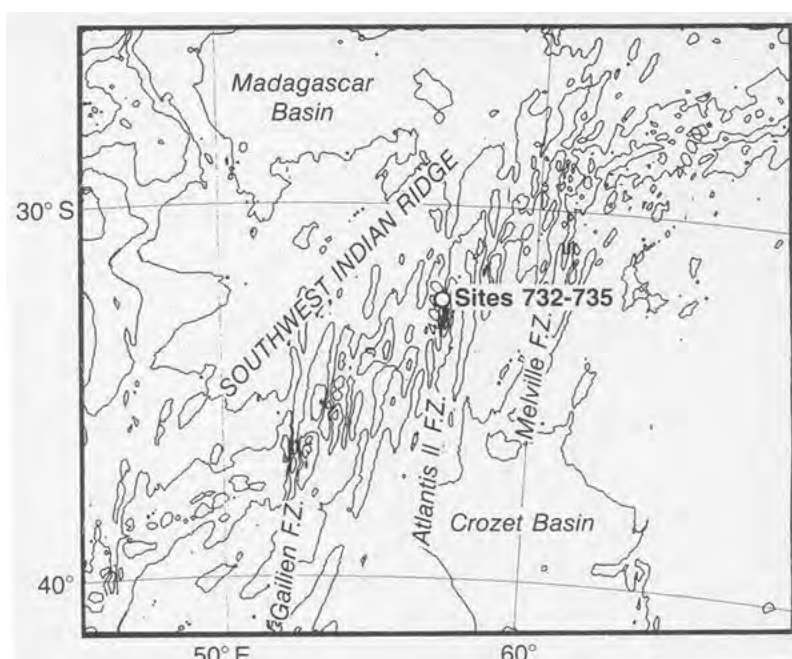 Madagascar
Basin
30° S
SOUTHWEST INDIAN RIDGE
Sites 732-735
Melville F.Z.
Atlantis II F.Z.
Gallien F.Z.
Crozet Basin
40°
50° E
60°